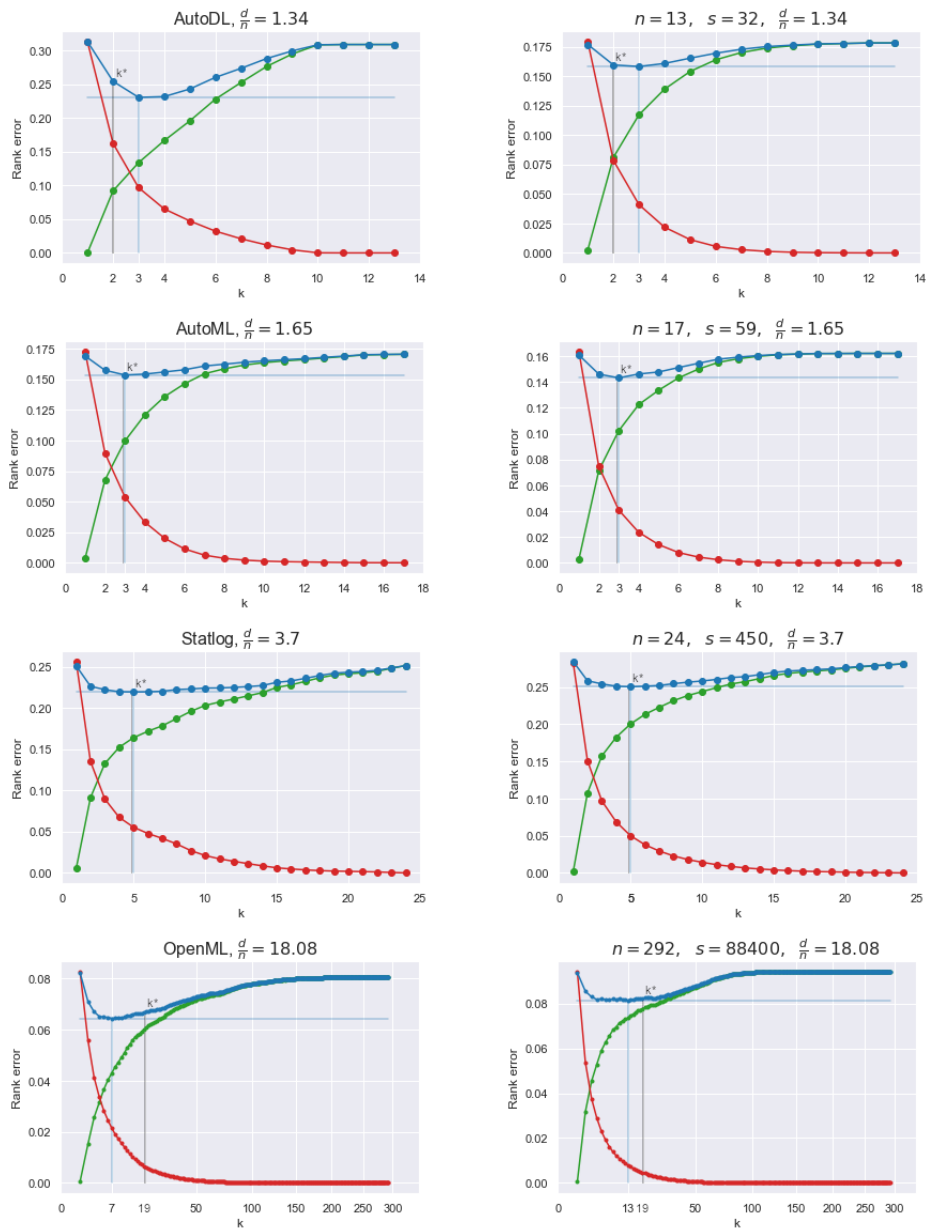 AutoDL, d/n = 1.34
Rank error
0.30
0.25
0.20
0.15
0.10
0.05
0.00
k*
0 2 3 4 6 8 10 12 14
k
n = 13, s = 32, d/n = 1.34
Rank error
0.175
0.150
0.125
0.100
0.075
0.050
0.025
0.000
k*
0 2 3 4 6 8 10 12 14
k
AutoML, d/n = 1.65
Rank error
0.175
0.150
0.125
0.100
0.075
0.050
0.025
0.000
k*
0 2 3 4 6 8 10 12 14 16 18
k
n = 17, s = 59, d/n = 1.65
Rank error
0.16
0.14
0.12
0.10
0.08
0.06
0.04
0.02
0.00
k*
0 2 3 4 6 8 10 12 14 16 18
k
Statlog, d/n = 3.7
Rank error
0.25
0.20
0.15
0.10
0.05
0.00
k*
0 5 10 15 20 25
k
n = 24, s = 450, d/n = 3.7
Rank error
0.25
0.20
0.15
0.10
0.05
0.00
k*
0 5 10 15 20 25
k
OpenML, d/n = 18.08
Rank error
0.08
0.06
0.04
0.02
0.00
k*
0 7 19 50 100 150 200 250 300
k
n = 292, s = 88400, d/n = 18.08
Rank error
0.08
0.06
0.04
0.02
0.00
k*
0 13 19 50 100 150 200 250 300
k